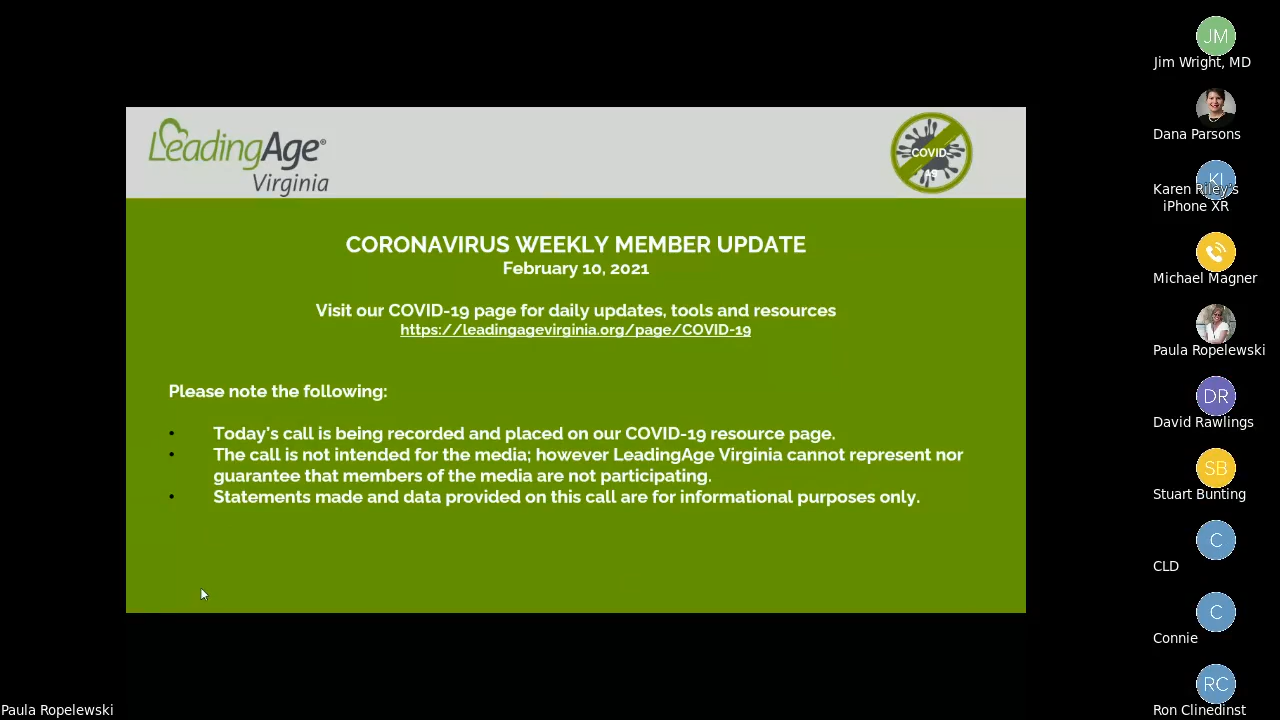 LeadingAge®
Virginia
COVID-
19
CORONAVIRUS WEEKLY MEMBER UPDATE
February 10, 2021
Visit our COVID-19 page for daily updates, tools and resources
https://leadingagevirginia.org/page/COVID-19
Please note the following:
• Today's call is being recorded and placed on our COVID-19 resource page.
• The call is not intended for the media; however LeadingAge Virginia cannot represent nor
guarantee that members of the media are not participating.
• Statements made and data provided on this call are for informational purposes only.
Paula Ropelewski
JM
Jim Wright, MD
Dana Parsons
KI
Karen Riley's
iPhone XR
Michael Magner
Paula Ropelewski
DR
David Rawlings
SB
Stuart Bunting
C
CLD
C
Connie
RC
Ron Clinedinst